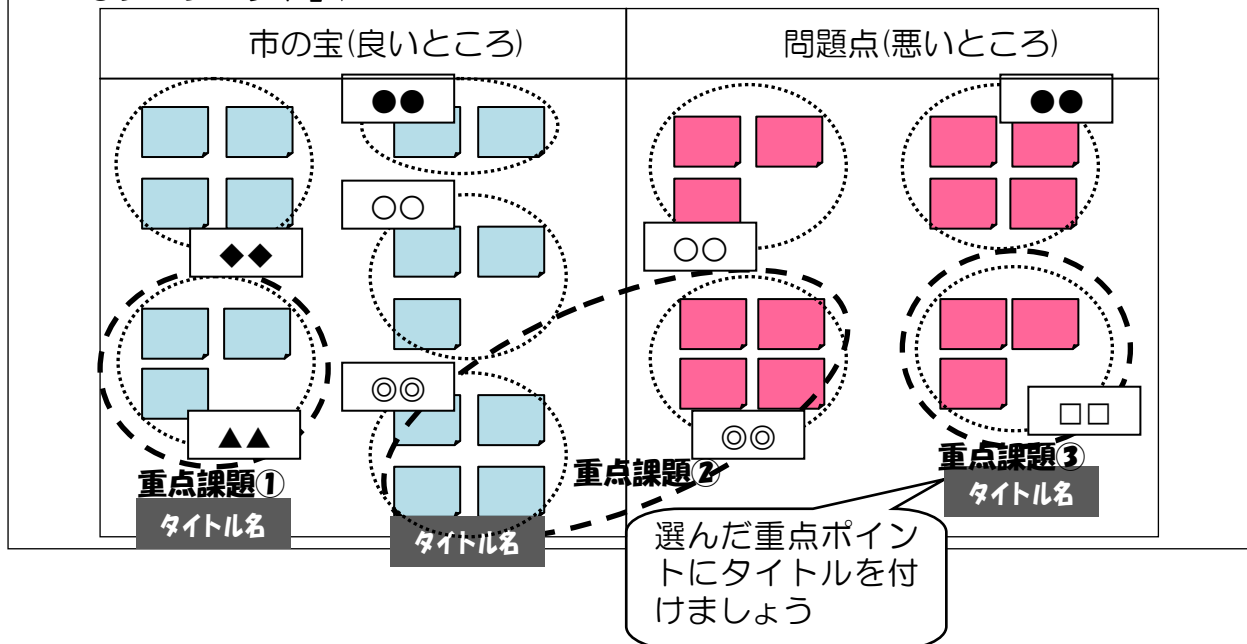 市の宝(良いところ)
問題点(悪いところ)
●●
●●
○○
○○
◆◆
◎◎
◎◎
▲▲
□□
重点課題①
タイトル名
重点課題②
タイトル名
重点課題③
タイトル名
選んだ重点ポイン
トにタイトルを付
けましょう